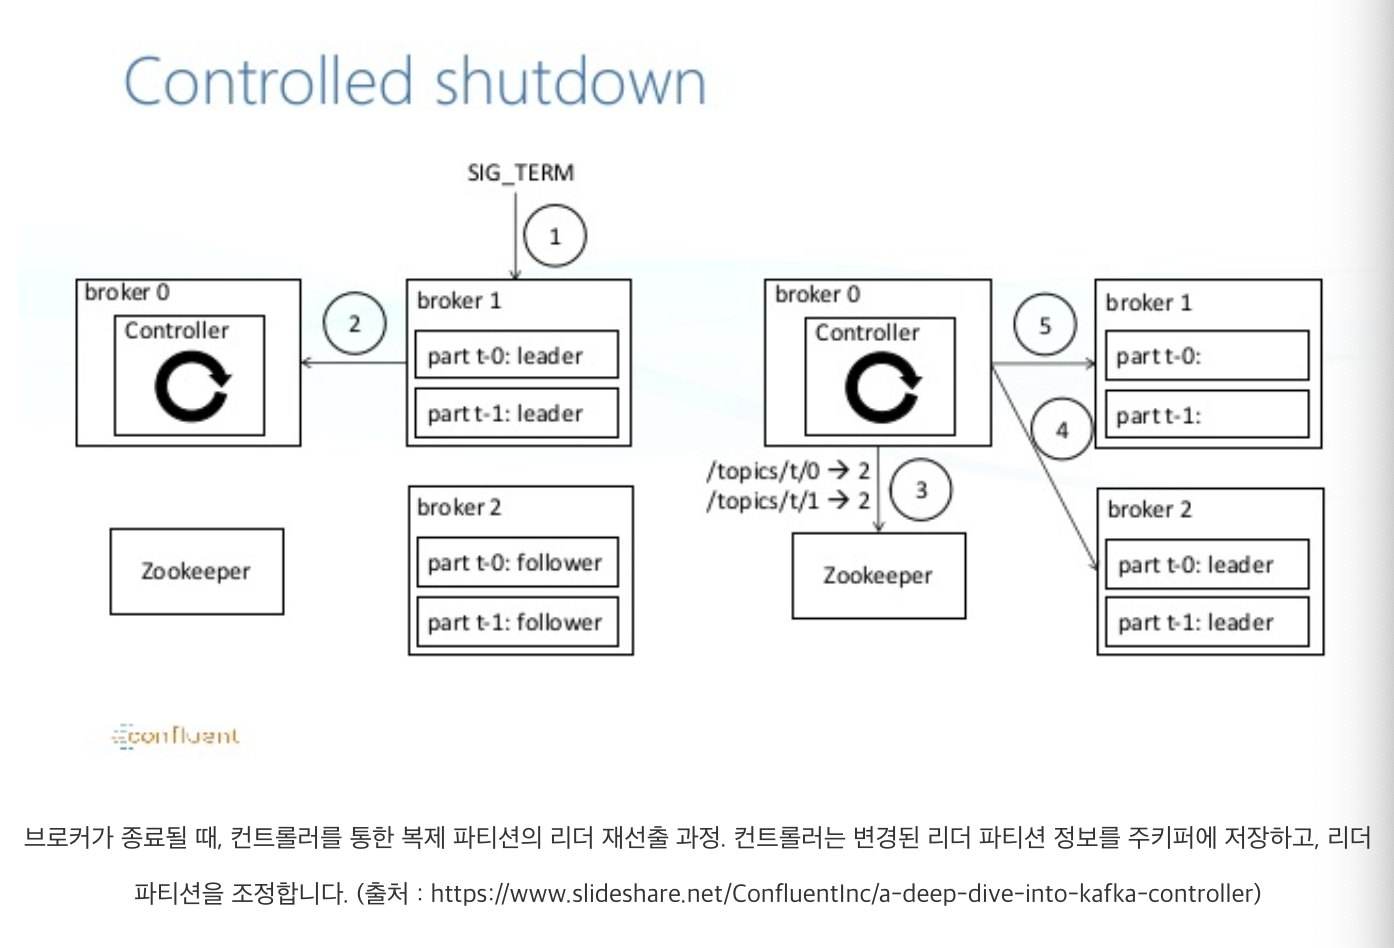 Controlled shutdown
SIG_TERM
1
broker 0
Controller
2
broker 1
part t-0: leader
part t-1: leader
broker 2
part t-0: follower
part t-1: follower
Zookeeper
broker 0
Controller
5
broker 1
part t-0:
part t-1:
4
/topics/t/0 → 2
/topics/t/1 → 2
3
Zookeeper
broker 2
part t-0: leader
part t-1: leader
confluent
브로커가 종료될 때, 컨트롤러를 통한 복제 파티션의 리더 재선출 과정. 컨트롤러는 변경된 리더 파티션 정보를 주키퍼에 저장하고, 리더
파티션을 조정합니다. (출처 : https://www.slideshare.net/ConfluentInc/a-deep-dive-into-kafka-controller)